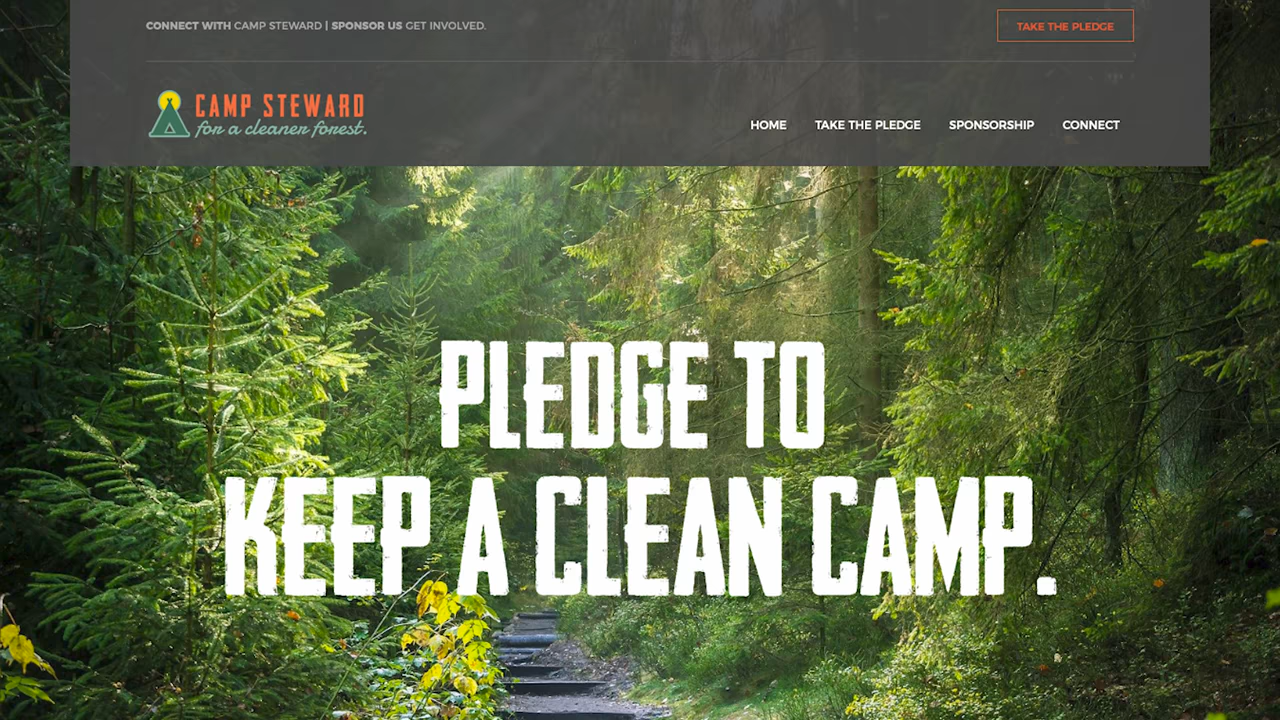 CONNECT WITH CAMP STEWARD | SPONSOR US GET INVOLVED.
TAKE THE PLEDGE
CAMP STEWARD
for a cleaner forest.
HOME TAKE THE PLEDGE SPONSORSHIP CONNECT
PLEDGE TO
KEEP A CLEAN CAMP.